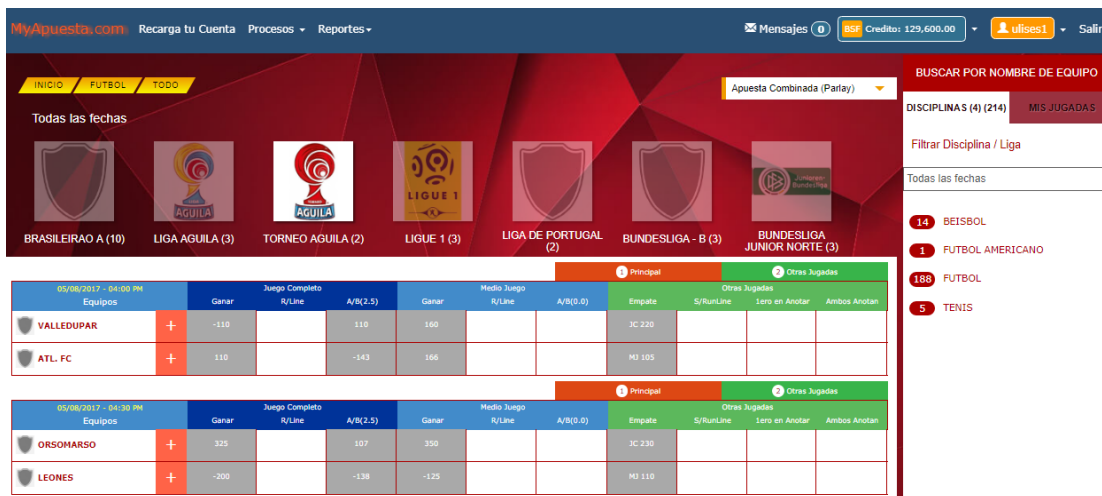 MyApuesta.com Recarga tu Cuenta Procesos Reportes Mensajes 0 BSF Credito: 129,600.00 ulises1 Salir
INICIO FUTBOL TODO
Apuesta Combinada (Parlay)
Todas las fechas
AGUILA
TORNEO AGUILA
LIGUE 1
Junioren-Bundesliga
BRASILEIRAO A (10) LIGA AGUILA (3) TORNEO AGUILA (2) LIGUE 1 (3) LIGA DE PORTUGAL (2) BUNDESLIGA - B (3) BUNDESLIGA JUNIOR NORTE (3)
1 Principal 2 Otras Jugadas
05/08/2017 - 04:00 PM Juego Completo Medio Juego Otras Jugadas
Equipos Ganar R/Line A/B(2.5) Ganar R/Line A/B(0.0) Empate S/RunLine 1ero en Anotar Ambos Anotan
VALLEDUPAR + -110 110 160 JC 220
ATL. FC + 110 -143 166 MJ 105
1 Principal 2 Otras Jugadas
05/08/2017 - 04:30 PM Juego Completo Medio Juego Otras Jugadas
Equipos Ganar R/Line A/B(2.5) Ganar R/Line A/B(0.0) Empate S/RunLine 1ero en Anotar Ambos Anotan
ORSOMARSO + 325 107 350 JC 230
LEONES + -200 -138 -125 MJ 110
BUSCAR POR NOMBRE DE EQUIPO
DISCIPLINAS (4) (214) MIS JUGADAS
Filtrar Disciplina / Liga
Todas las fechas
14 BEISBOL
1 FUTBOL AMERICANO
188 FUTBOL
5 TENIS